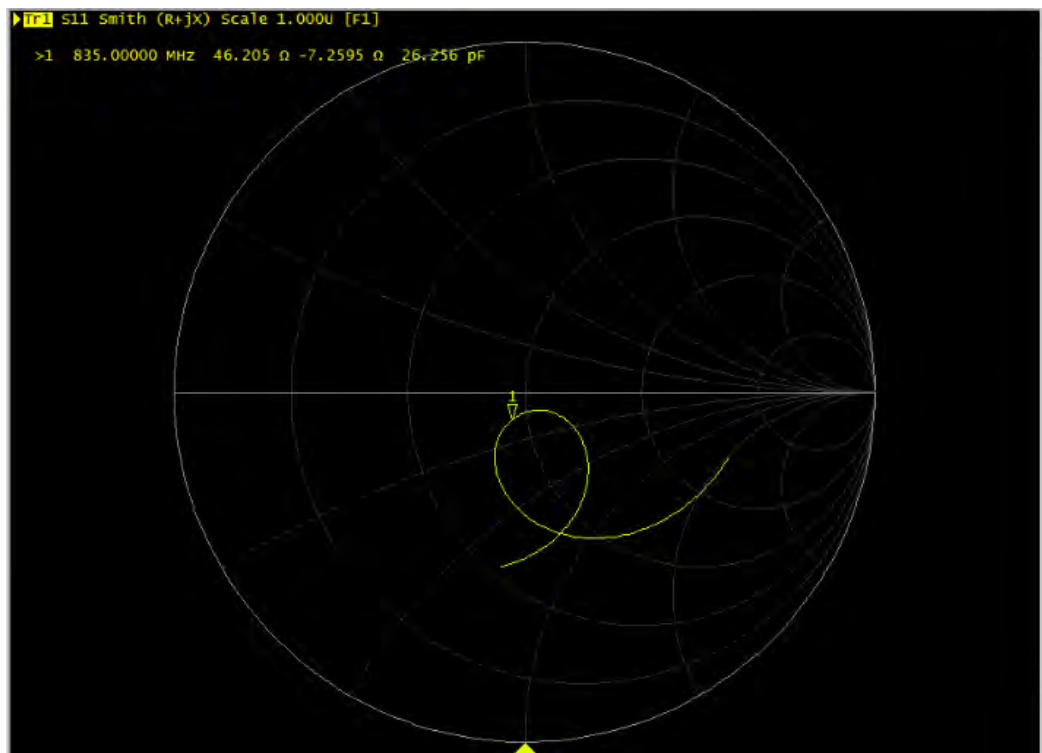 Tr1 S11 Smith (R+jX) Scale 1.000U [F1]
>1 835.00000 MHz 46.205 Ω -7.2595 Ω 26.256 pF
1